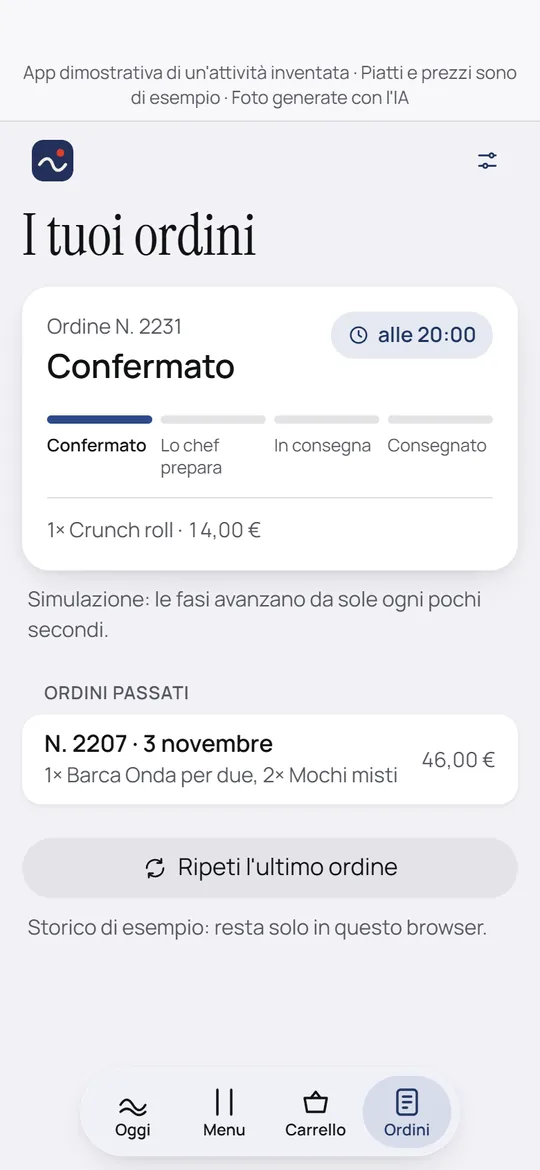 App dimostrativa di un'attività inventata · Piatti e prezzi sono
di esempio · Foto generate con l'IA
I tuoi ordini
Ordine N. 2231
alle 20:00
Confermato
Confermato
Lo chef
prepara
In consegna
Consegnato
1× Crunch roll · 14,00 €
Simulazione: le fasi avanzano da sole ogni pochi
secondi.
ORDINI PASSATI
N. 2207 · 3 novembre
1× Barca Onda per due, 2× Mochi misti
46,00 €
Ripeti l'ultimo ordine
Storico di esempio: resta solo in questo browser.
Oggi
Menu
Carrello
Ordini